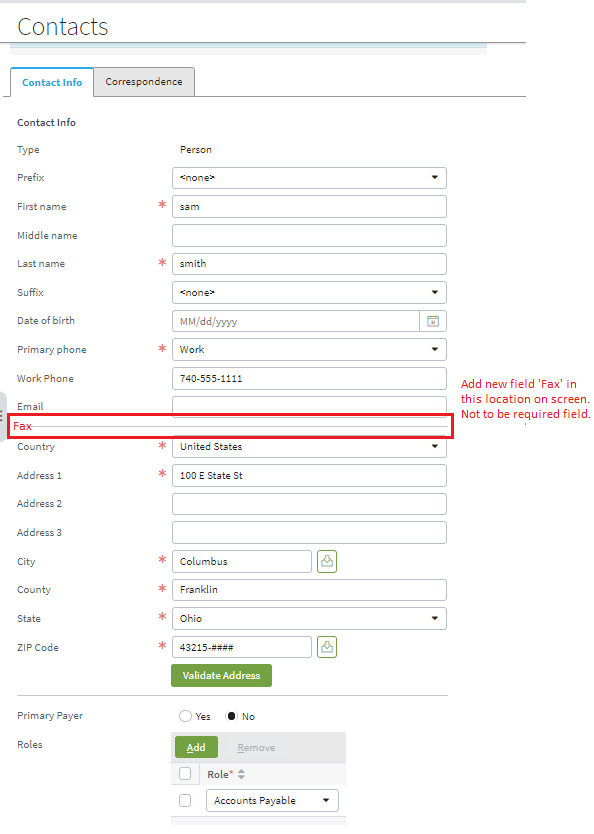 Contacts
Contact Info Correspondence
Contact Info
Type Person
Prefix <none>
First name * sam
Middle name
Last name * smith
Suffix <none>
Date of birth MM/dd/yyyy
Primary phone * Work
Work Phone 740-555-1111
Email
Add new field 'Fax' in
this location on screen.
Not to be required field.
Fax
Country * United States
Address 1 * 100 E State St
Address 2
Address 3
City * Columbus
County * Franklin
State * Ohio
ZIP Code * 43215-####
Validate Address
Primary Payer Yes No
Roles Add Remove
Role*
Accounts Payable